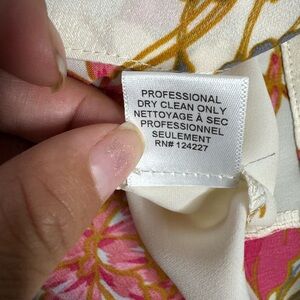 PROFESSIONAL
DRY CLEAN ONLY
NETTOYAGE À SEC
PROFESSIONNEL
SEULEMENT
RN# 124227